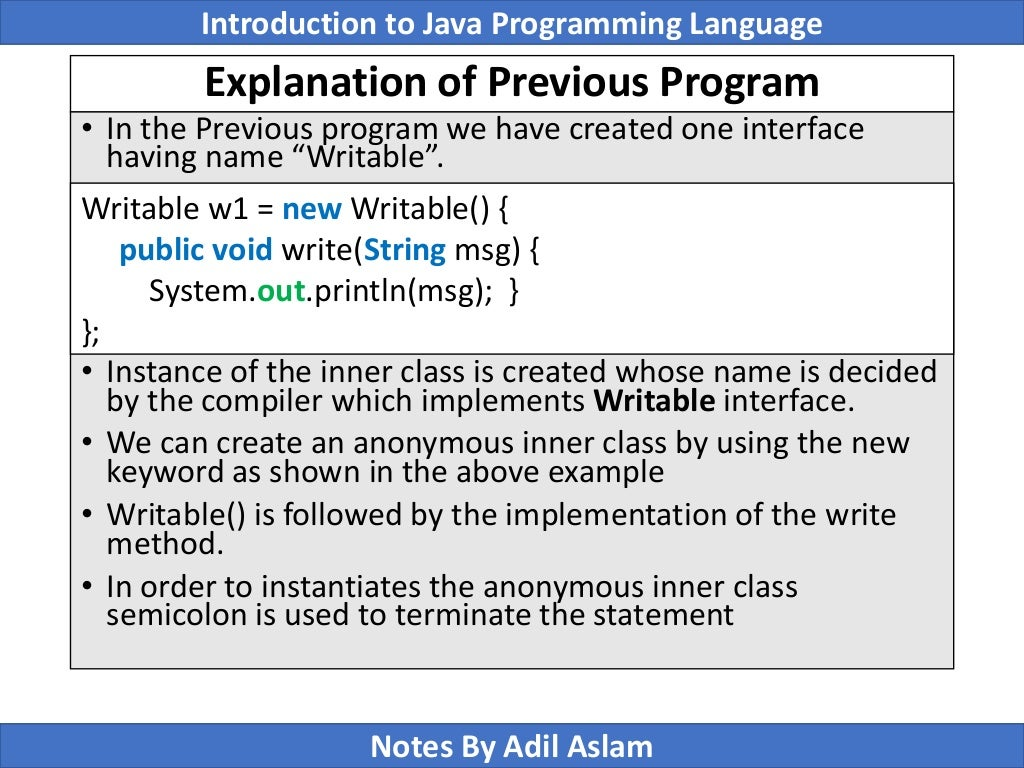 Introduction to Java Programming Language
Explanation of Previous Program
• In the Previous program we have created one interface
having name “Writable”.
Writable w1 = new Writable() {
public void write(String msg) {
System.out.println(msg);  }
};
• Instance of the inner class is created whose name is decided
by the compiler which implements Writable interface.
• We can create an anonymous inner class by using the new
keyword as shown in the above example
• Writable() is followed by the implementation of the write
method.
• In order to instantiates the anonymous inner class
semicolon is used to terminate the statement
Notes By Adil Aslam